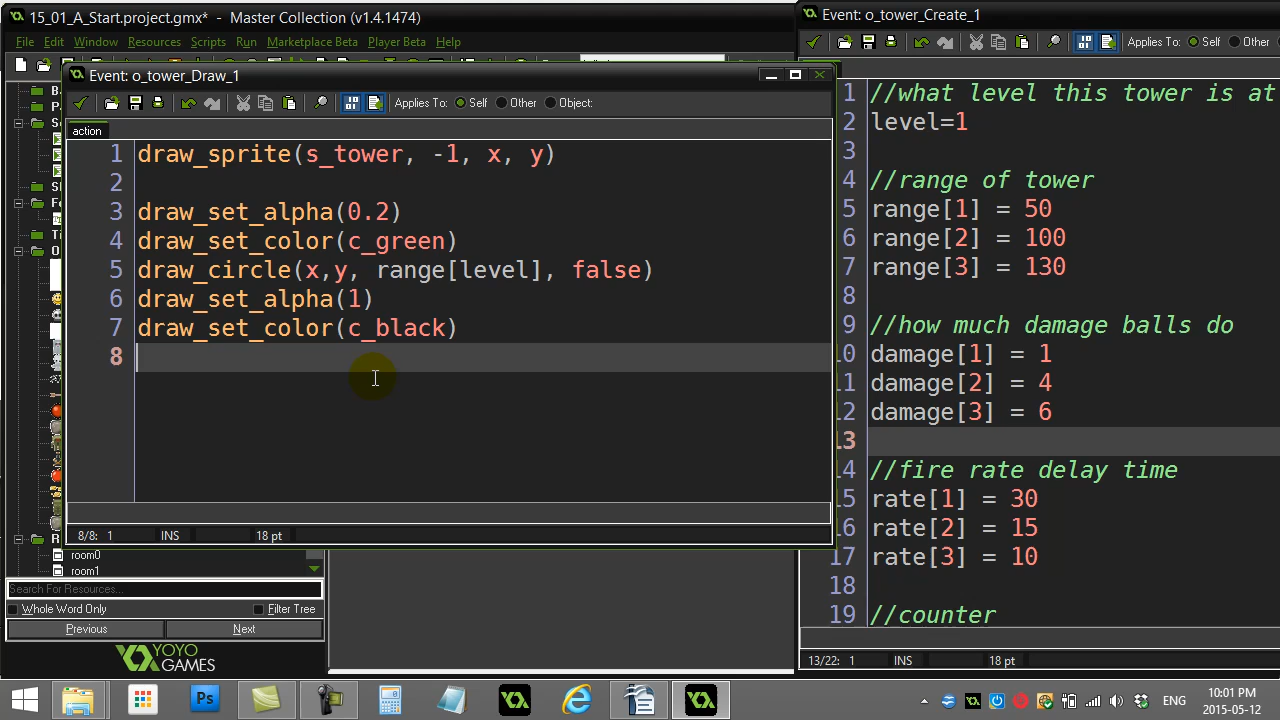 15_01_A_Start.project.gmx* - Master Collection (v1.4.1474)
File Edit Window Resources Scripts Run Marketplace Beta Player Beta Help
Event: o_tower_Draw_1
Applies To: Self Other Object:
action
1 draw_sprite(s_tower, -1, x, y)
2
3 draw_set_alpha(0.2)
4 draw_set_color(c_green)
5 draw_circle(x,y, range[level], false)
6 draw_set_alpha(1)
7 draw_set_color(c_black)
8
8/8: 1 INS 18 pt
room0
room1
Search For Resources...
Whole Word Only Filter Tree
Previous Next
YOYO
GAMES
Event: o_tower_Create_1
Applies To: Self Other
1 //what level this tower is at
2 level=1
3
4 //range of tower
5 range[1] = 50
6 range[2] = 100
7 range[3] = 130
8
9 //how much damage balls do
10 damage[1] = 1
11 damage[2] = 4
12 damage[3] = 6
13
14 //fire rate delay time
15 rate[1] = 30
16 rate[2] = 15
17 rate[3] = 10
18
19 //counter
13/22: 1 INS 18 pt
Ps
ENG
10:01 PM
2015-05-12